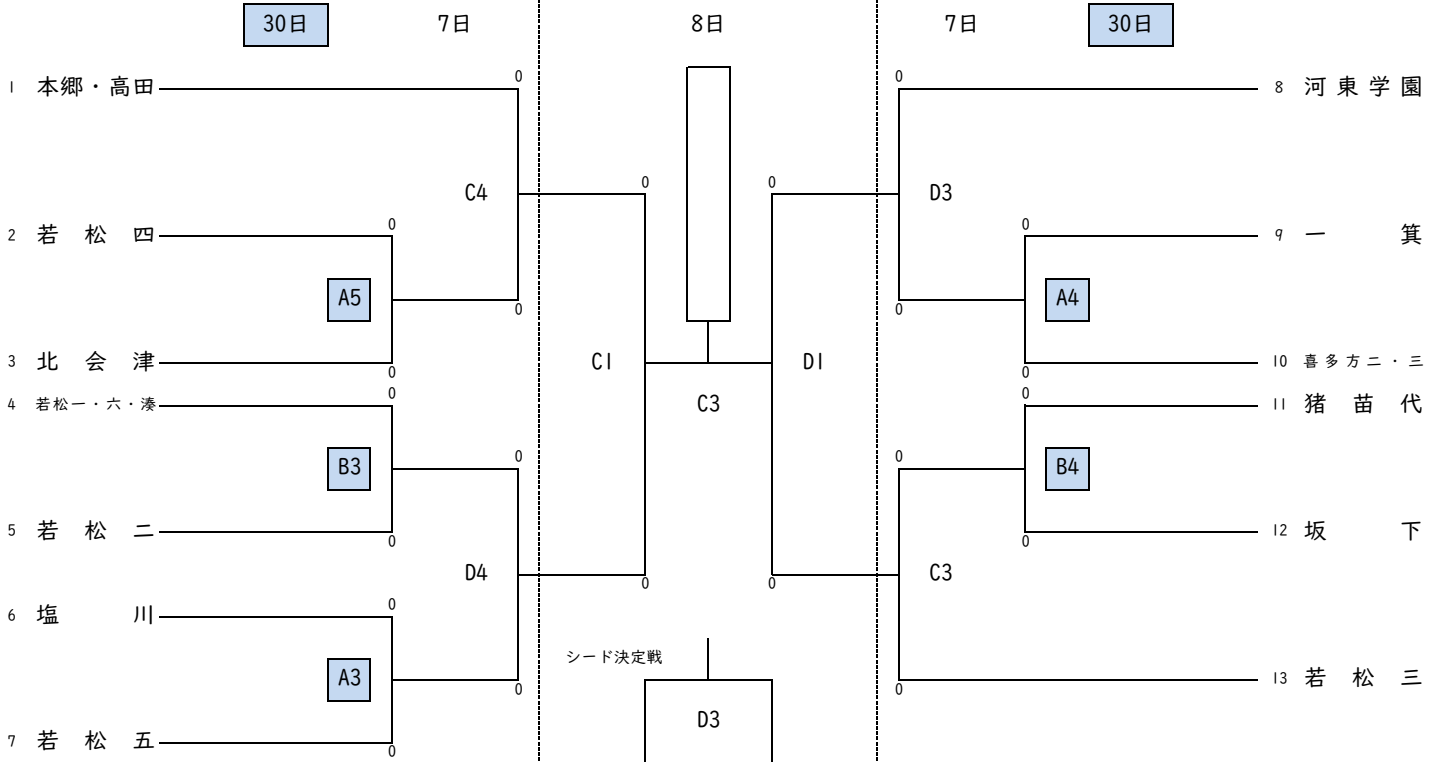 30日 7日 8日 7日 30日
0 0
1 本郷・高田 8 河東学園
0 0
C4 D3
0 0
2 若松四 9 一箕
A5 A4
0 0
3 北会津 C1 D1 10 喜多方二・三
0 0
0 0
4 若松一・六・湊 C3 11 猪苗代
0 0
B3 B4
5 若松二 12 坂下
0 0
D4 C3
0 0
0
6 塩川
シード決定戦
A3 13 若松三
0 0
D3
7 若松五
0